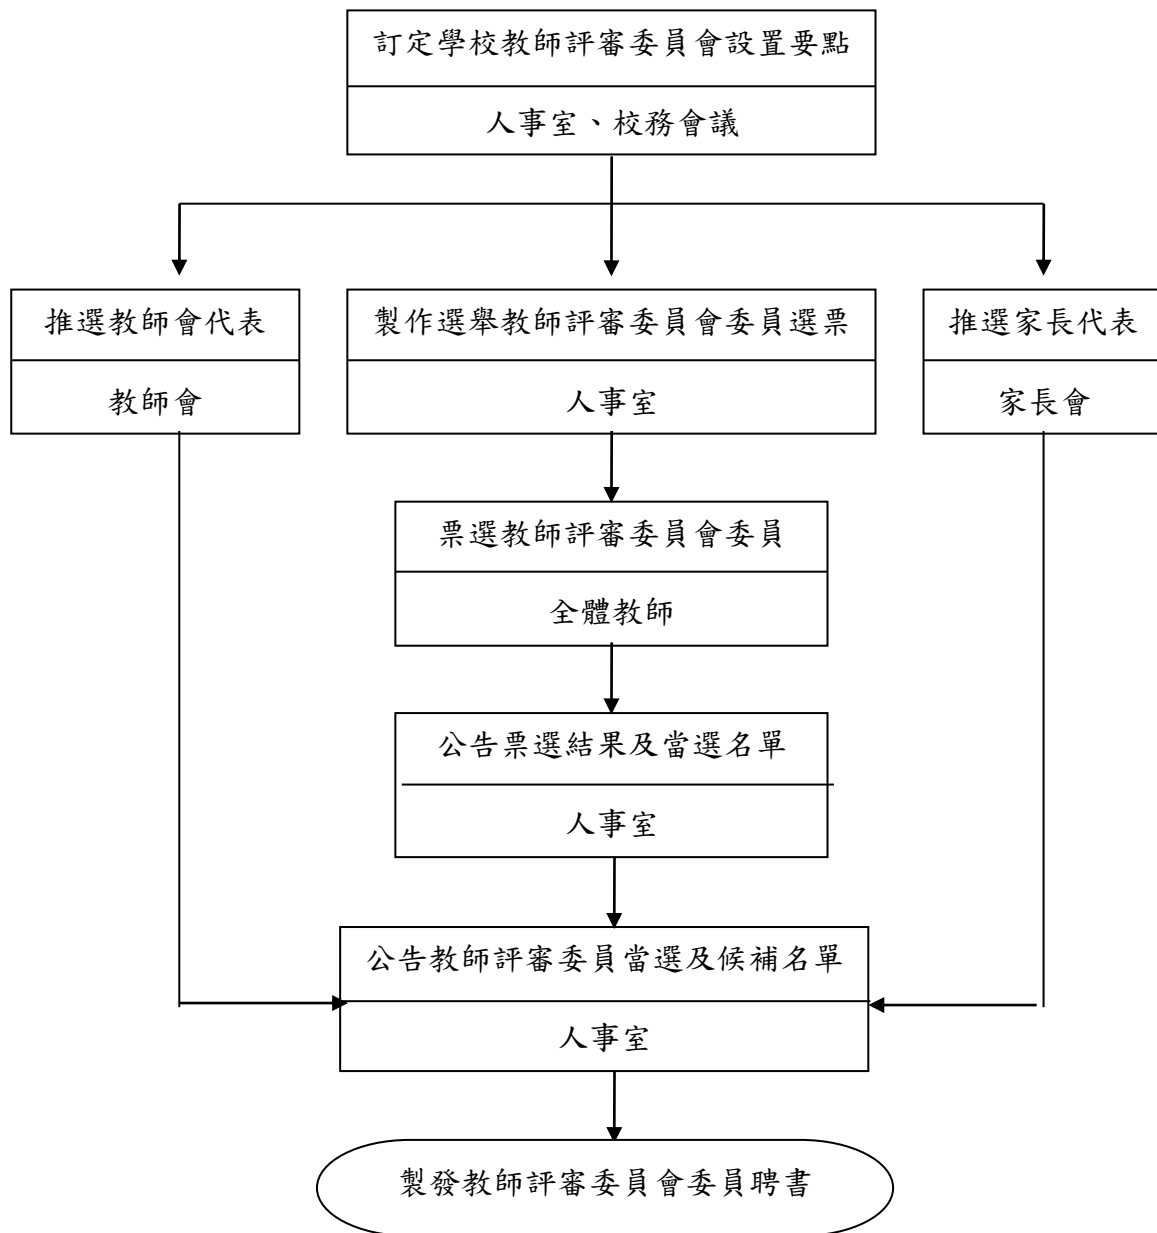 訂定學校教師評審委員會設置要點
人事室、校務會議
推選教師會代表
教師會
製作選舉教師評審委員會委員選票
人事室
推選家長代表
家長會
票選教師評審委員會委員
全體教師
公告票選結果及當選名單
人事室
公告教師評審委員當選及候補名單
人事室
製發教師評審委員會委員聘書